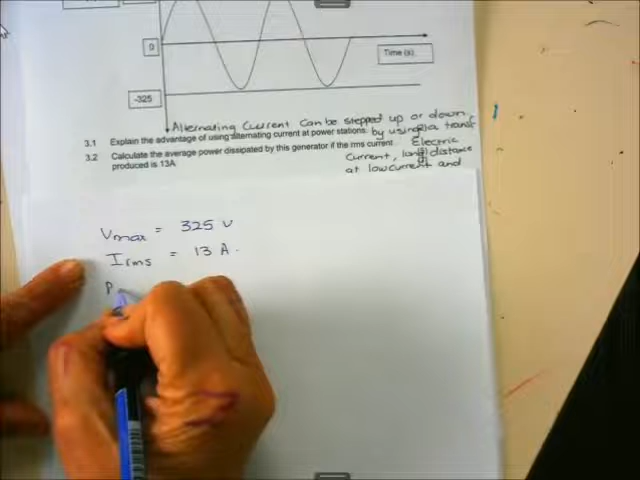 0
Time (s)
-325
Alternating Current can be stepped up or down
3.1 Explain the advantage of using alternating current at power stations. by using a transf
3.2 Calculate the average power dissipated by this generator if the rms current Electric
produced is 13A current, long distance
at low current and
Vmax = 325 V
Irms = 13 A.
P